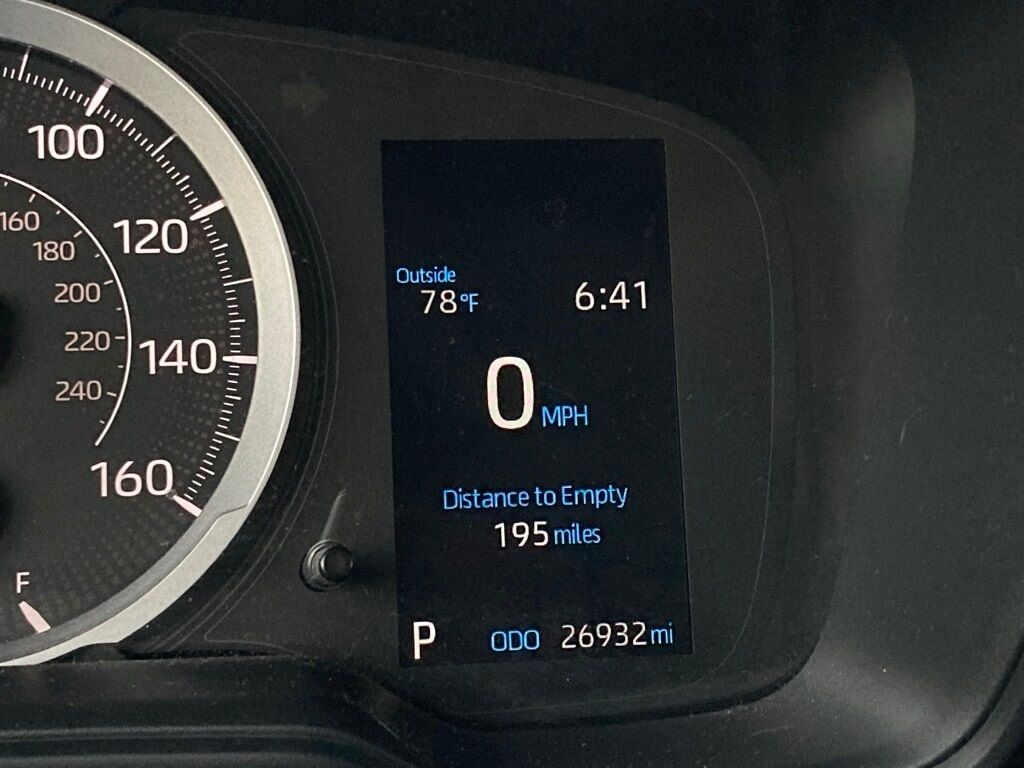 100
120
140
160
160
180
200
220
240
F
Outside
78°F 6:41
0 MPH
Distance to Empty
195 miles
P ODO 26932 mi